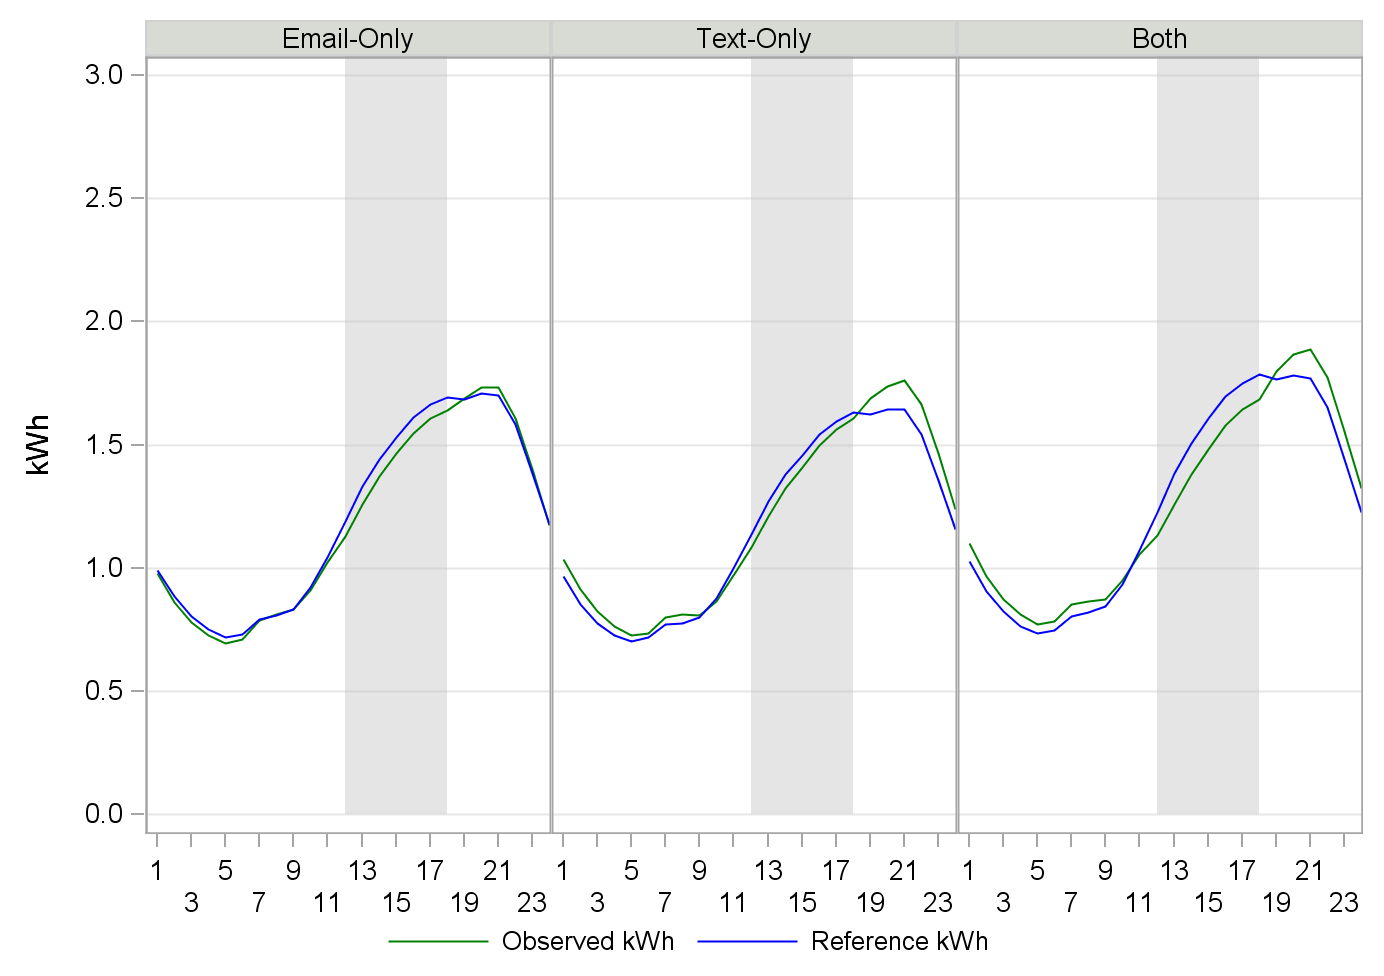 Email-Only Text-Only Both
3.0
2.5
2.0
1.5
1.0
0.5
0.0
kWh
1 5 9 13 17 21 1 5 9 13 17 21 1 5 9 13 17 21
3 7 11 15 19 23 3 7 11 15 19 23 3 7 11 15 19 23
Observed kWh Reference kWh